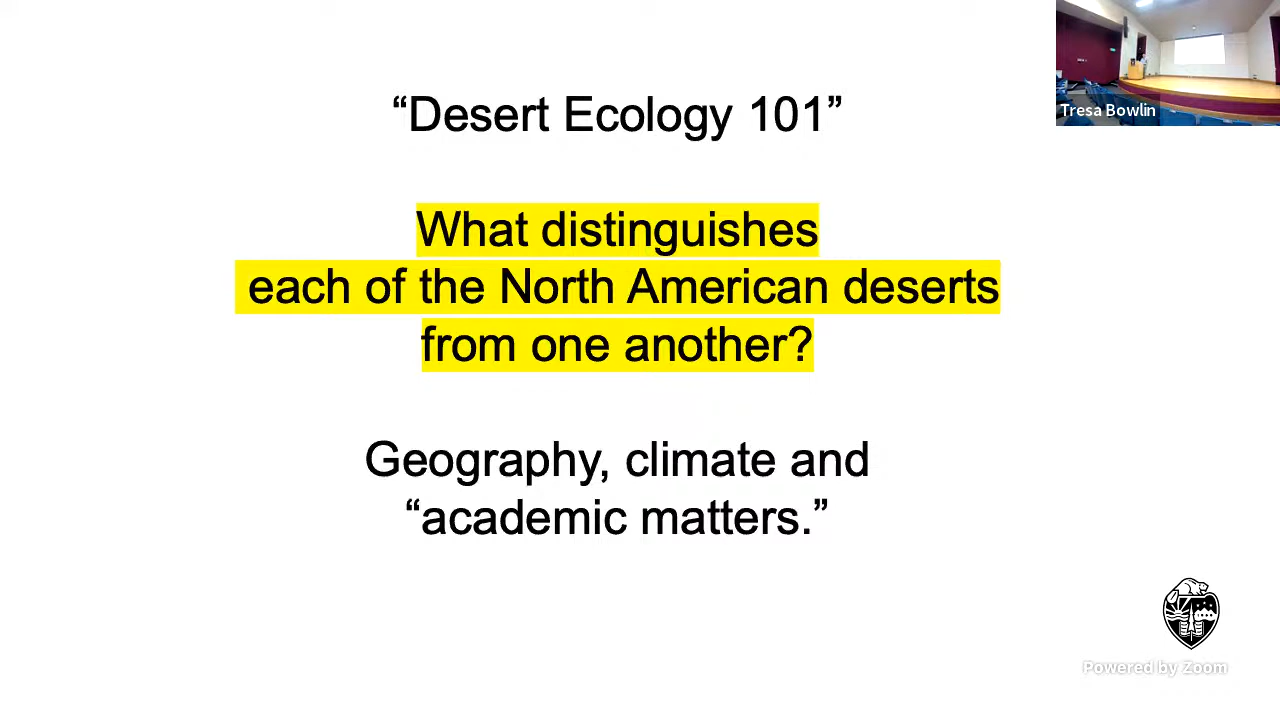 “Desert Ecology 101”
What distinguishes
each of the North American deserts
from one another?
Geography, climate and
“academic matters.”
Tresa Bowlin
Powered by Zoom